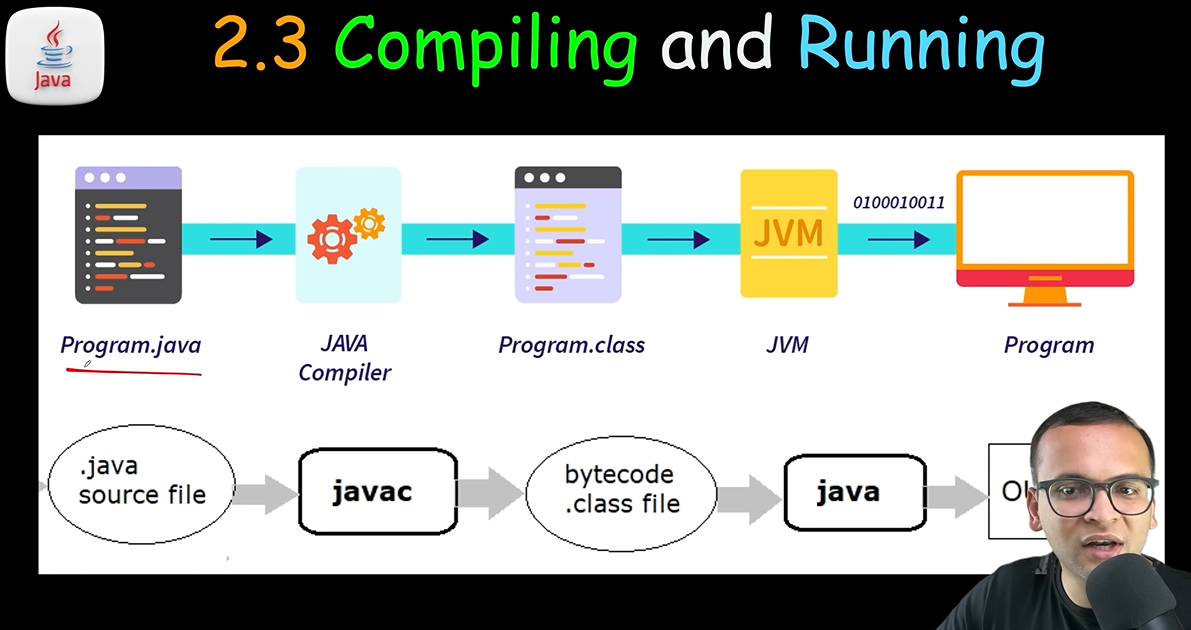 Java
2.3 Compiling and Running
0100010011
JVM
Program.java
JAVA
Compiler
Program.class
JVM
Program
.java
source file
javac
bytecode
.class file
java